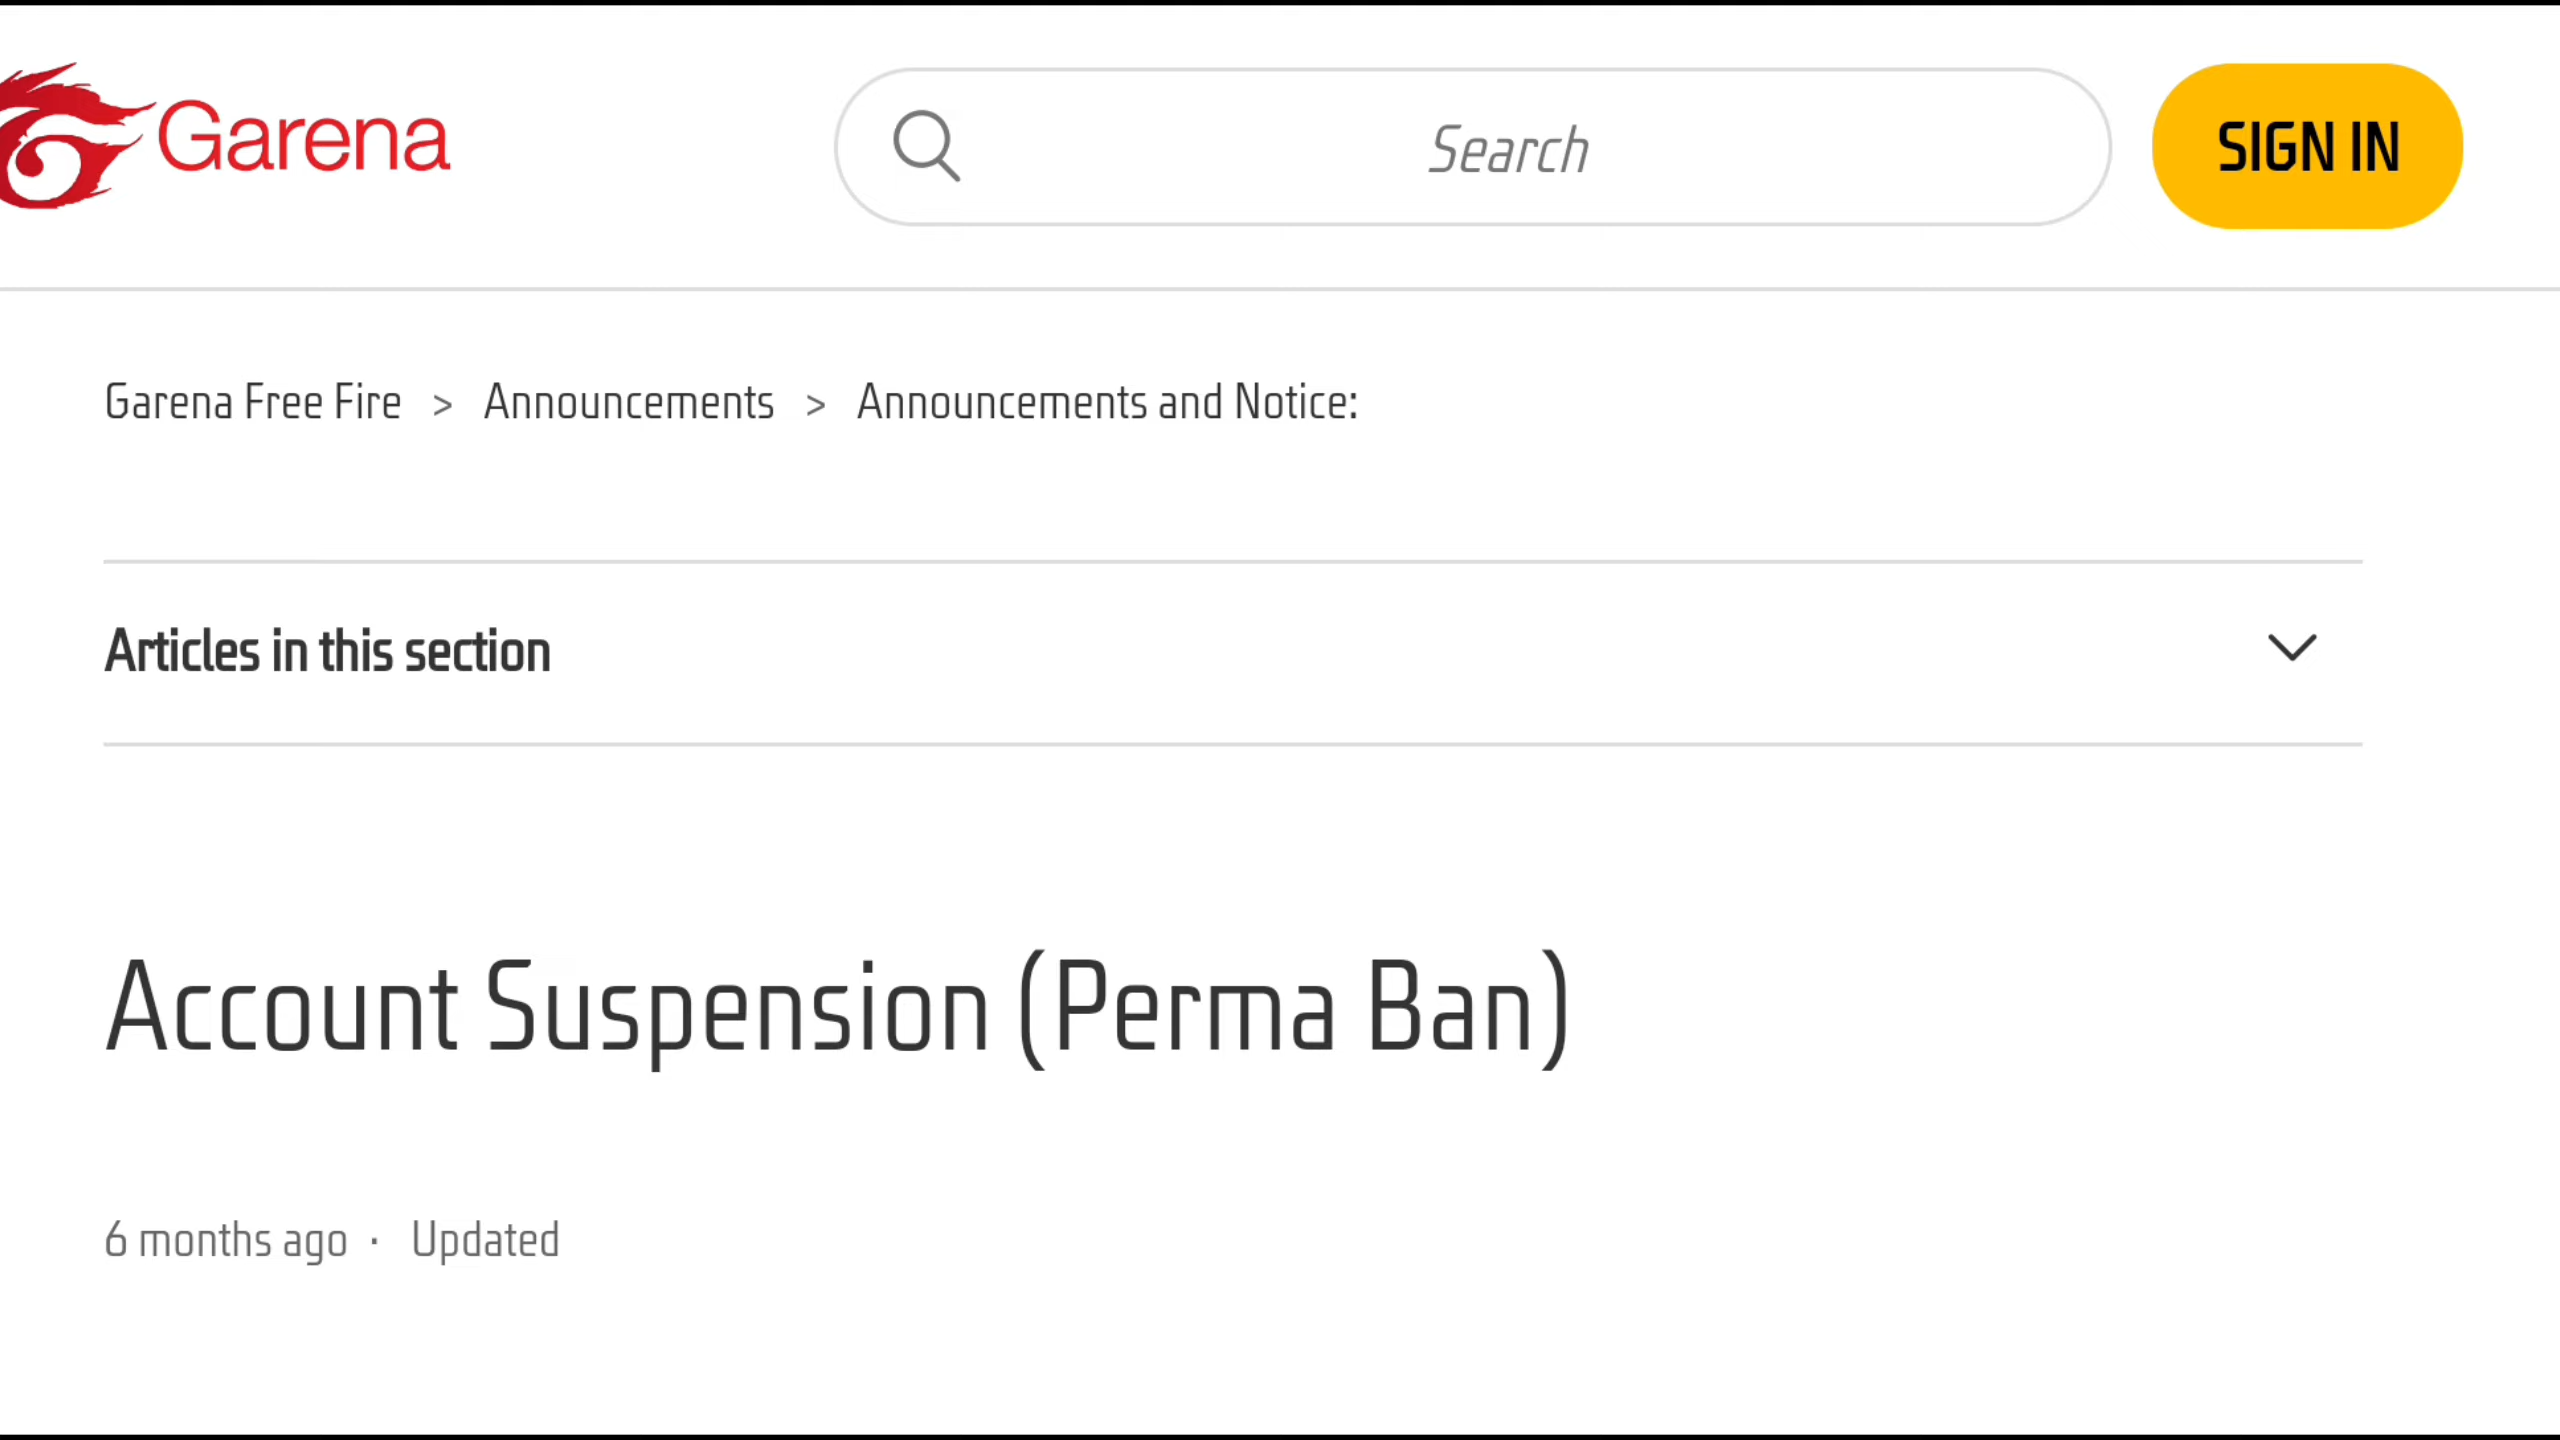 Garena
Search
SIGN IN
Garena Free Fire > Announcements > Announcements and Notice:
Articles in this section
Account Suspension (Perma Ban)
6 months ago · Updated